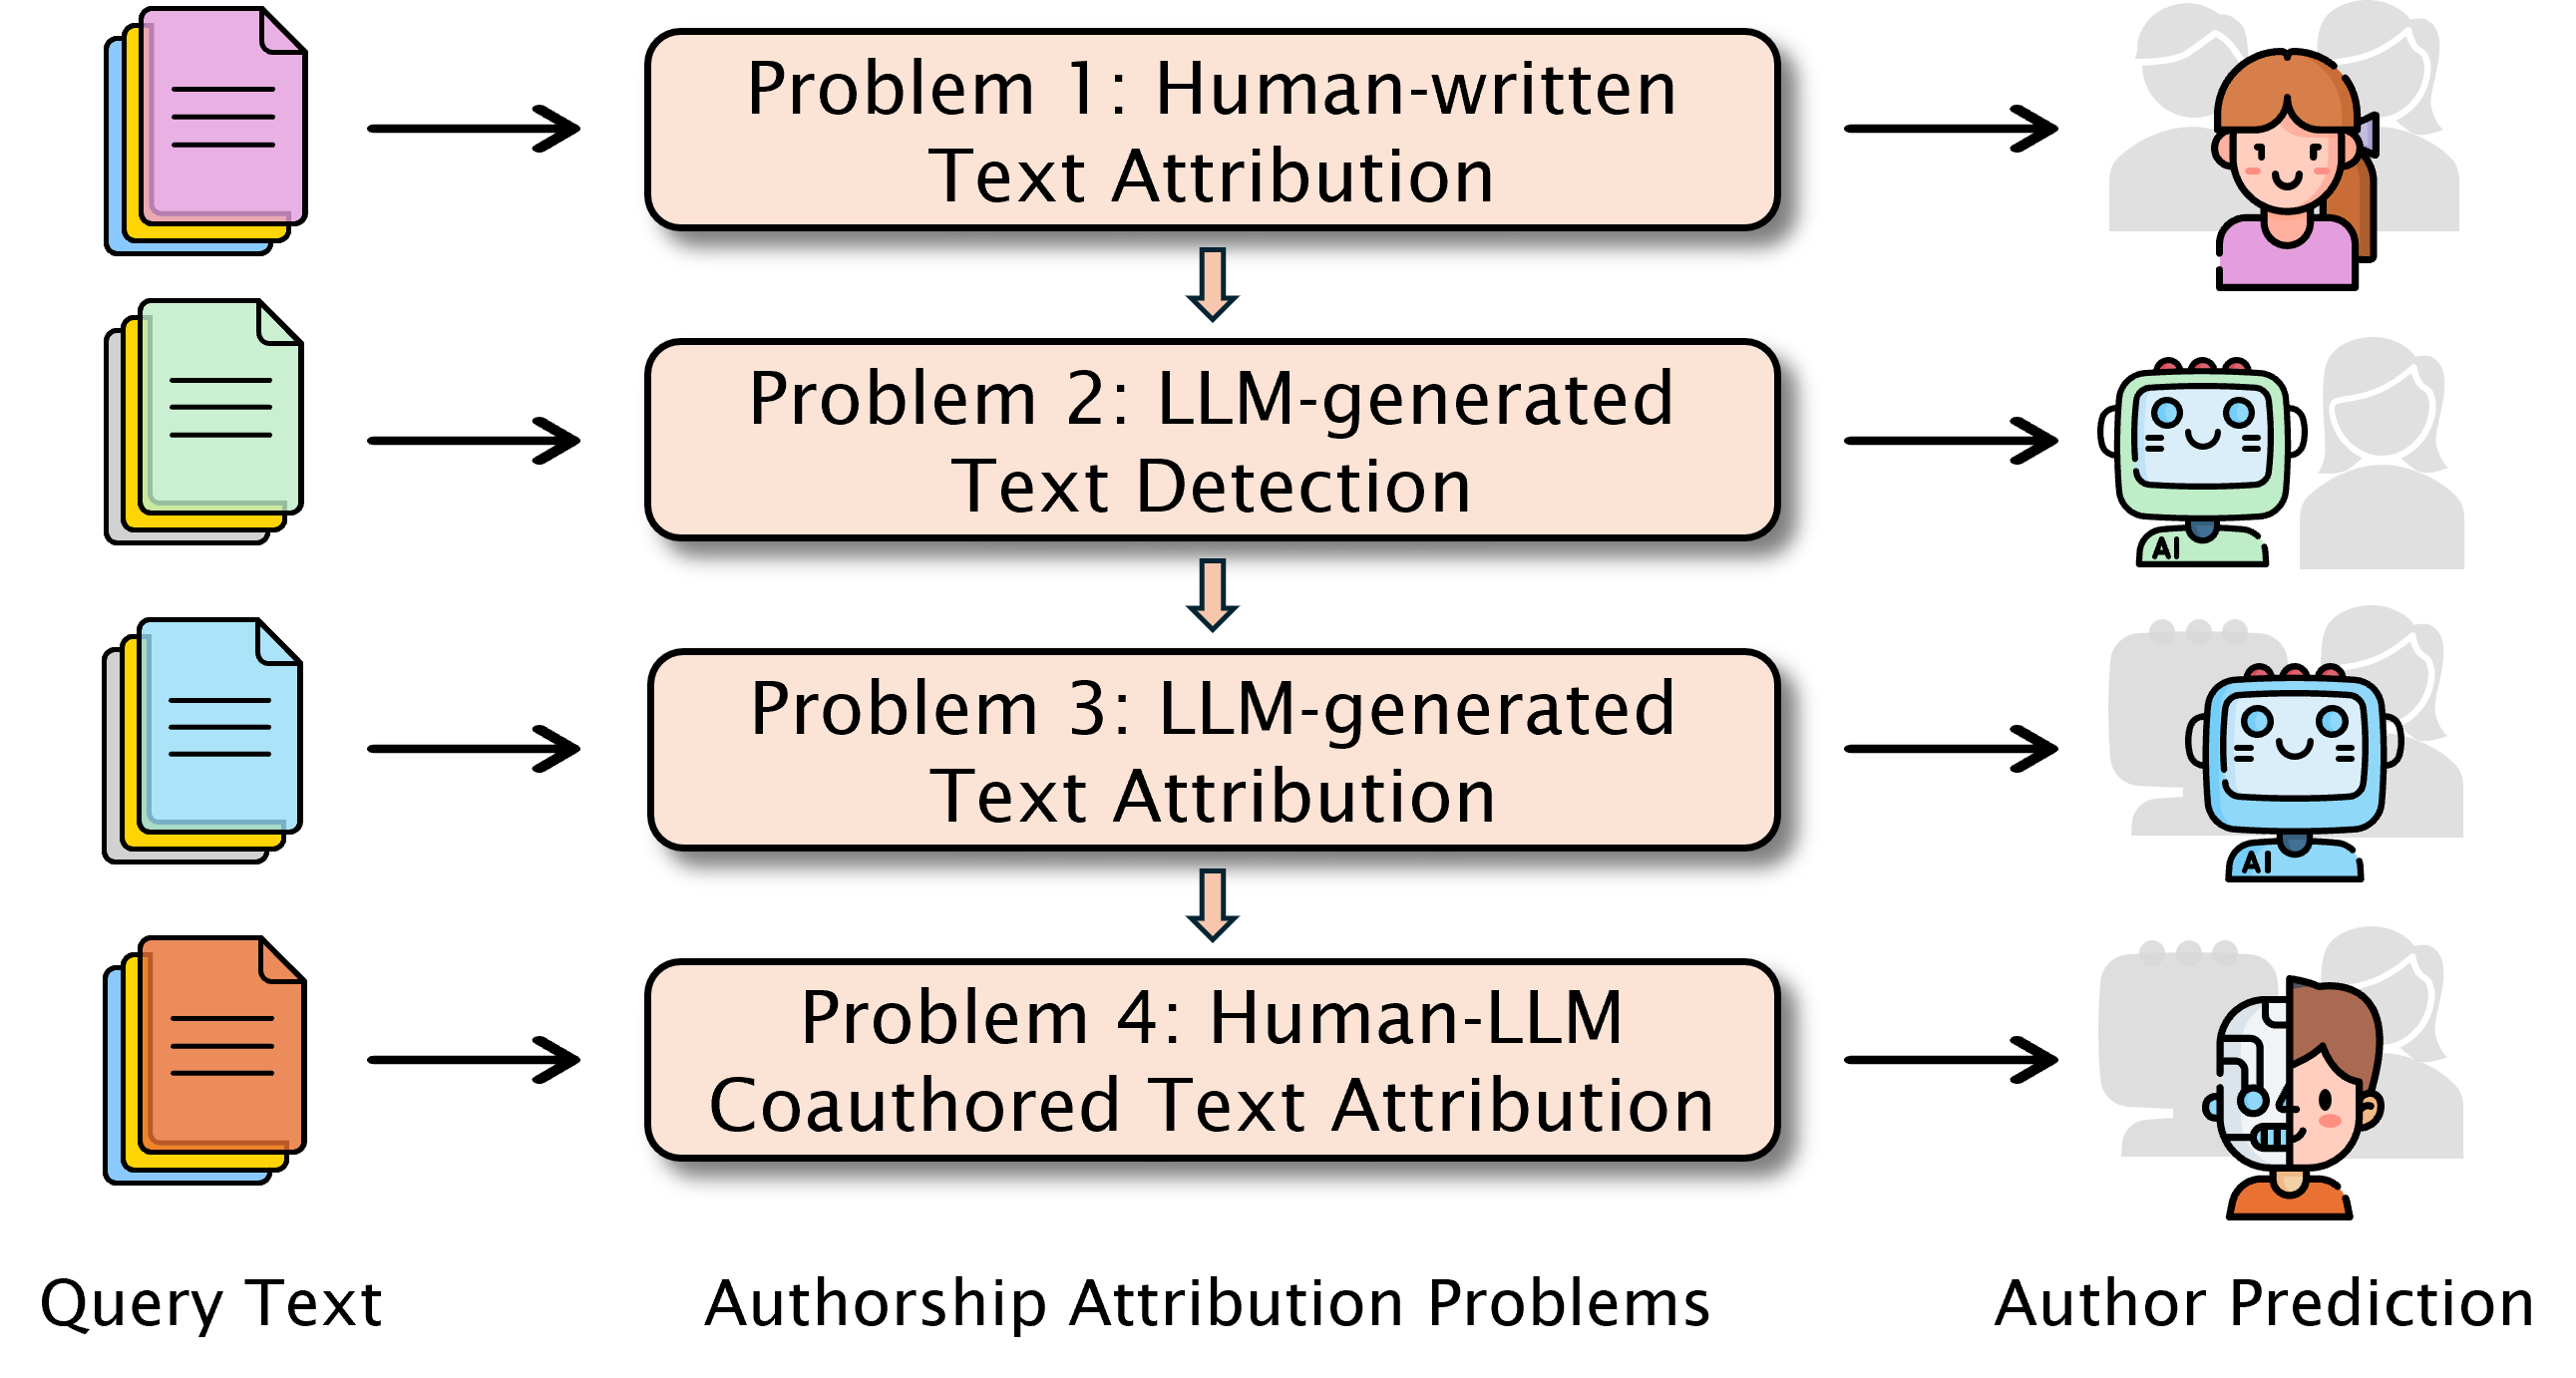 Problem 1: Human-written
Text Attribution
Problem 2: LLM-generated
Text Detection
AI
Problem 3: LLM-generated
Text Attribution
AI
Problem 4: Human-LLM
Coauthored Text Attribution
Query Text
Authorship Attribution Problems
Author Prediction